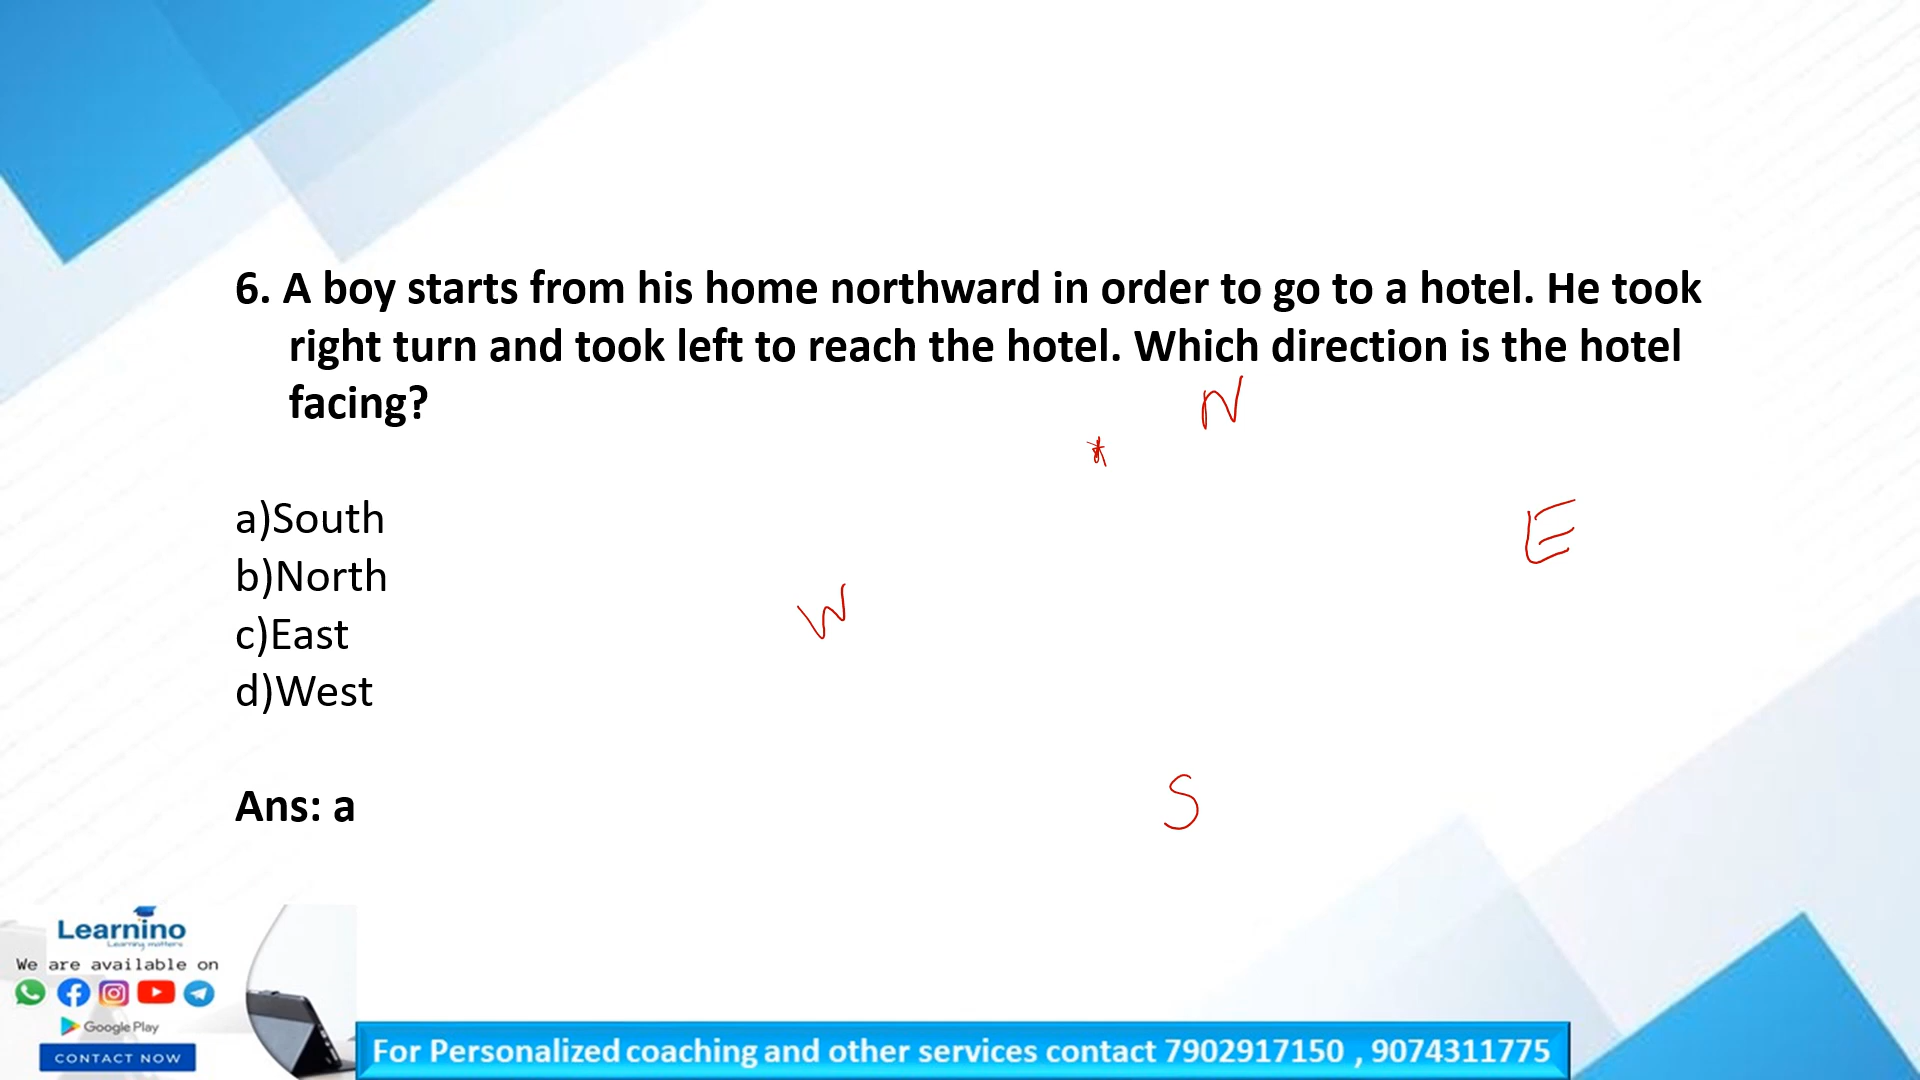 6. A boy starts from his home northward in order to go to a hotel. He took
right turn and took left to reach the hotel. Which direction is the hotel
facing?
N
*
a)South
E
b)North
W
c)East
d)West
S
Ans: a
Learnino
Learning matters
We are available on
Google Play
CONTACT NOW
For Personalized coaching and other services contact 7902917150 , 9074311775